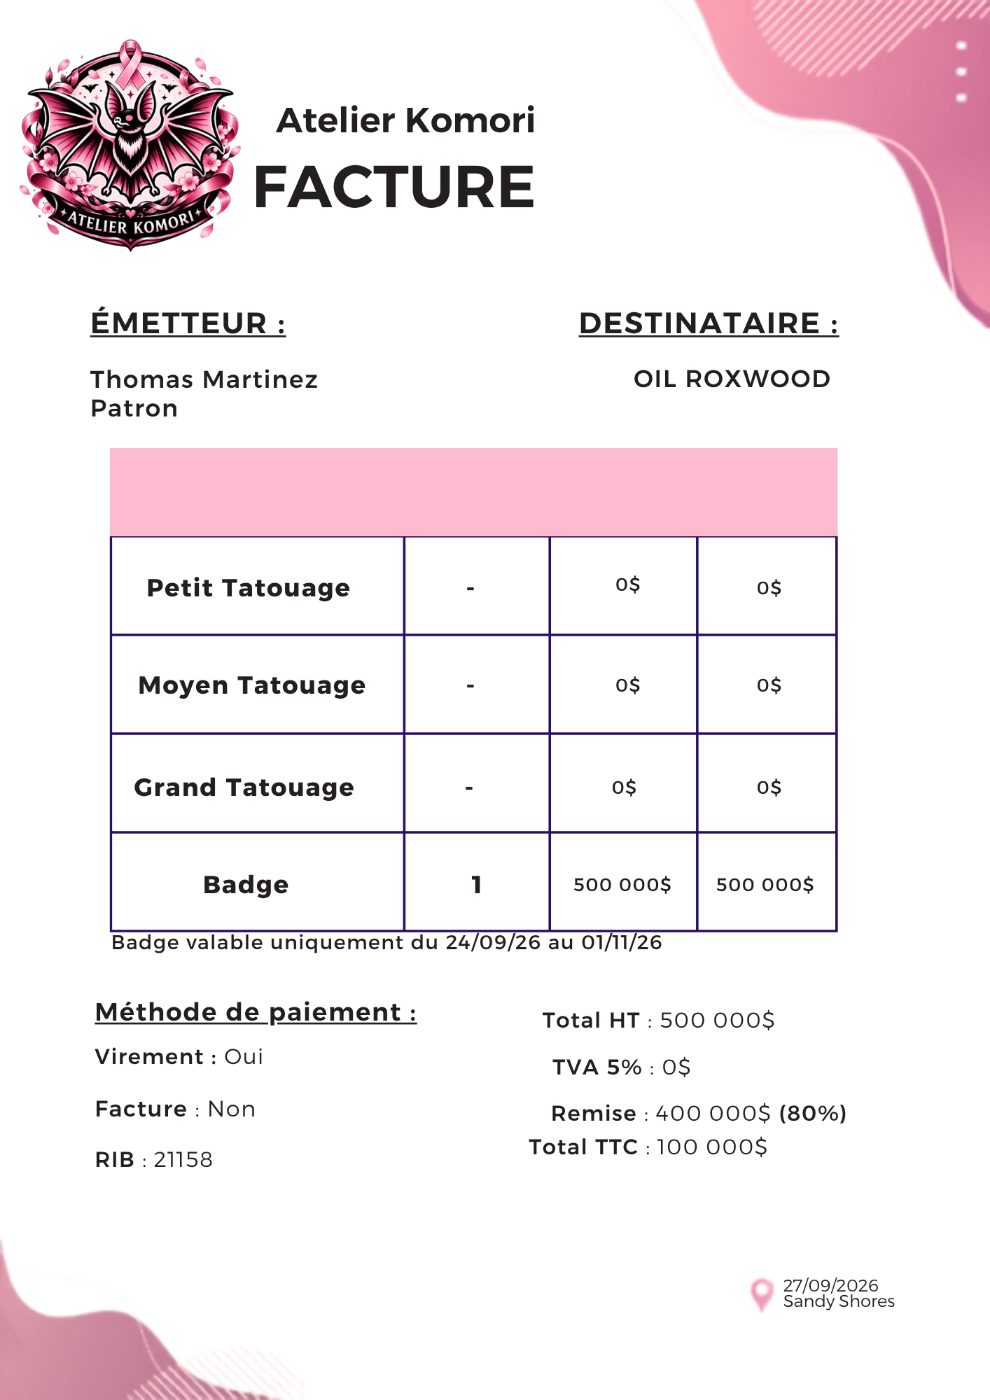 ATELIER KOMORI
Atelier Komori
FACTURE
ÉMETTEUR :
Thomas Martinez
Patron
DESTINATAIRE :
OIL ROXWOOD
Petit Tatouage - 0$ 0$
Moyen Tatouage - 0$ 0$
Grand Tatouage - 0$ 0$
Badge 1 500 000$ 500 000$
Badge valable uniquement du 24/09/26 au 01/11/26
Méthode de paiement :
Virement : Oui
Facture : Non
RIB : 21158
Total HT : 500 000$
TVA 5% : 0$
Remise : 400 000$ (80%)
Total TTC : 100 000$
27/09/2026
Sandy Shores